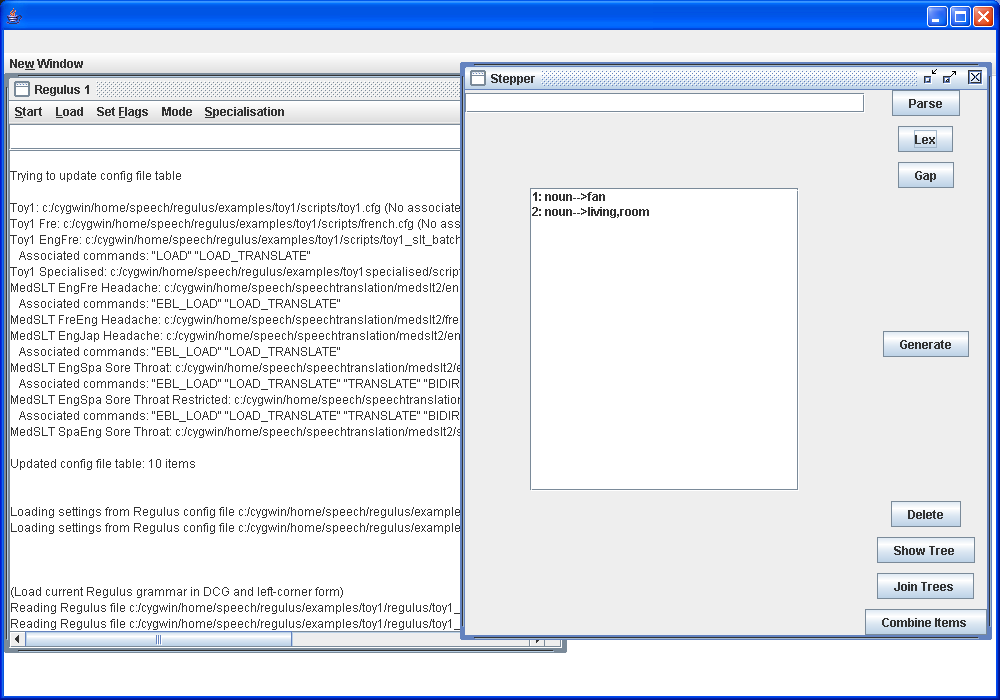 New Window
Regulus 1
Start Load Set Flags Mode Specialisation
Trying to update config file table
Toy1: c:/cygwin/home/speech/regulus/examples/toy1/scripts/toy1.cfg (No associate
Toy1 Fre: c:/cygwin/home/speech/regulus/examples/toy1/scripts/french.cfg (No ass
Toy1 EngFre: c:/cygwin/home/speech/regulus/examples/toy1/scripts/toy1_slt_batch
Associated commands: "LOAD" "LOAD_TRANSLATE"
Toy1 Specialised: c:/cygwin/home/speech/regulus/examples/toy1specialised/scrip
MedSLT EngFre Headache: c:/cygwin/home/speech/speechtranslation/medslt2/en
Associated commands: "EBL_LOAD" "LOAD_TRANSLATE"
MedSLT FreEng Headache: c:/cygwin/home/speech/speechtranslation/medslt2/fre
MedSLT EngJap Headache: c:/cygwin/home/speech/speechtranslation/medslt2/en
Associated commands: "EBL_LOAD" "LOAD_TRANSLATE"
MedSLT EngSpa Sore Throat: c:/cygwin/home/speech/speechtranslation/medslt2/e
Associated commands: "EBL_LOAD" "LOAD_TRANSLATE" "TRANSLATE" "BIDIR
MedSLT EngSpa Sore Throat Restricted: c:/cygwin/home/speech/speechtranslation
Associated commands: "EBL_LOAD" "LOAD_TRANSLATE" "TRANSLATE" "BIDIR
MedSLT SpaEng Sore Throat: c:/cygwin/home/speech/speechtranslation/medslt2/s
Updated config file table: 10 items
Loading settings from Regulus config file c:/cygwin/home/speech/regulus/example
Loading settings from Regulus config file c:/cygwin/home/speech/regulus/example
(Load current Regulus grammar in DCG and left-corner form)
Reading Regulus file c:/cygwin/home/speech/regulus/examples/toy1/regulus/toy1_
Reading Regulus file c:/cygwin/home/speech/regulus/examples/toy1/regulus/toy1_
Stepper
Parse
Lex
Gap
1: noun-->fan
2: noun-->living,room
Generate
Delete
Show Tree
Join Trees
Combine Items